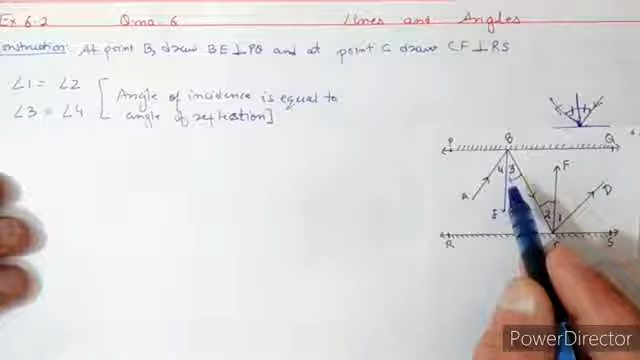 Ex 6.2 Qno. 6 Lines and Angles
Construction: At point B, draw BE⊥PQ and at point C draw CF⊥RS
∠1 = ∠2 [Angle of incidence is equal to
∠3 = ∠4 angle of reflection]
P B Q
F
4 3
A D
E 2 1
R C S
PowerDirector